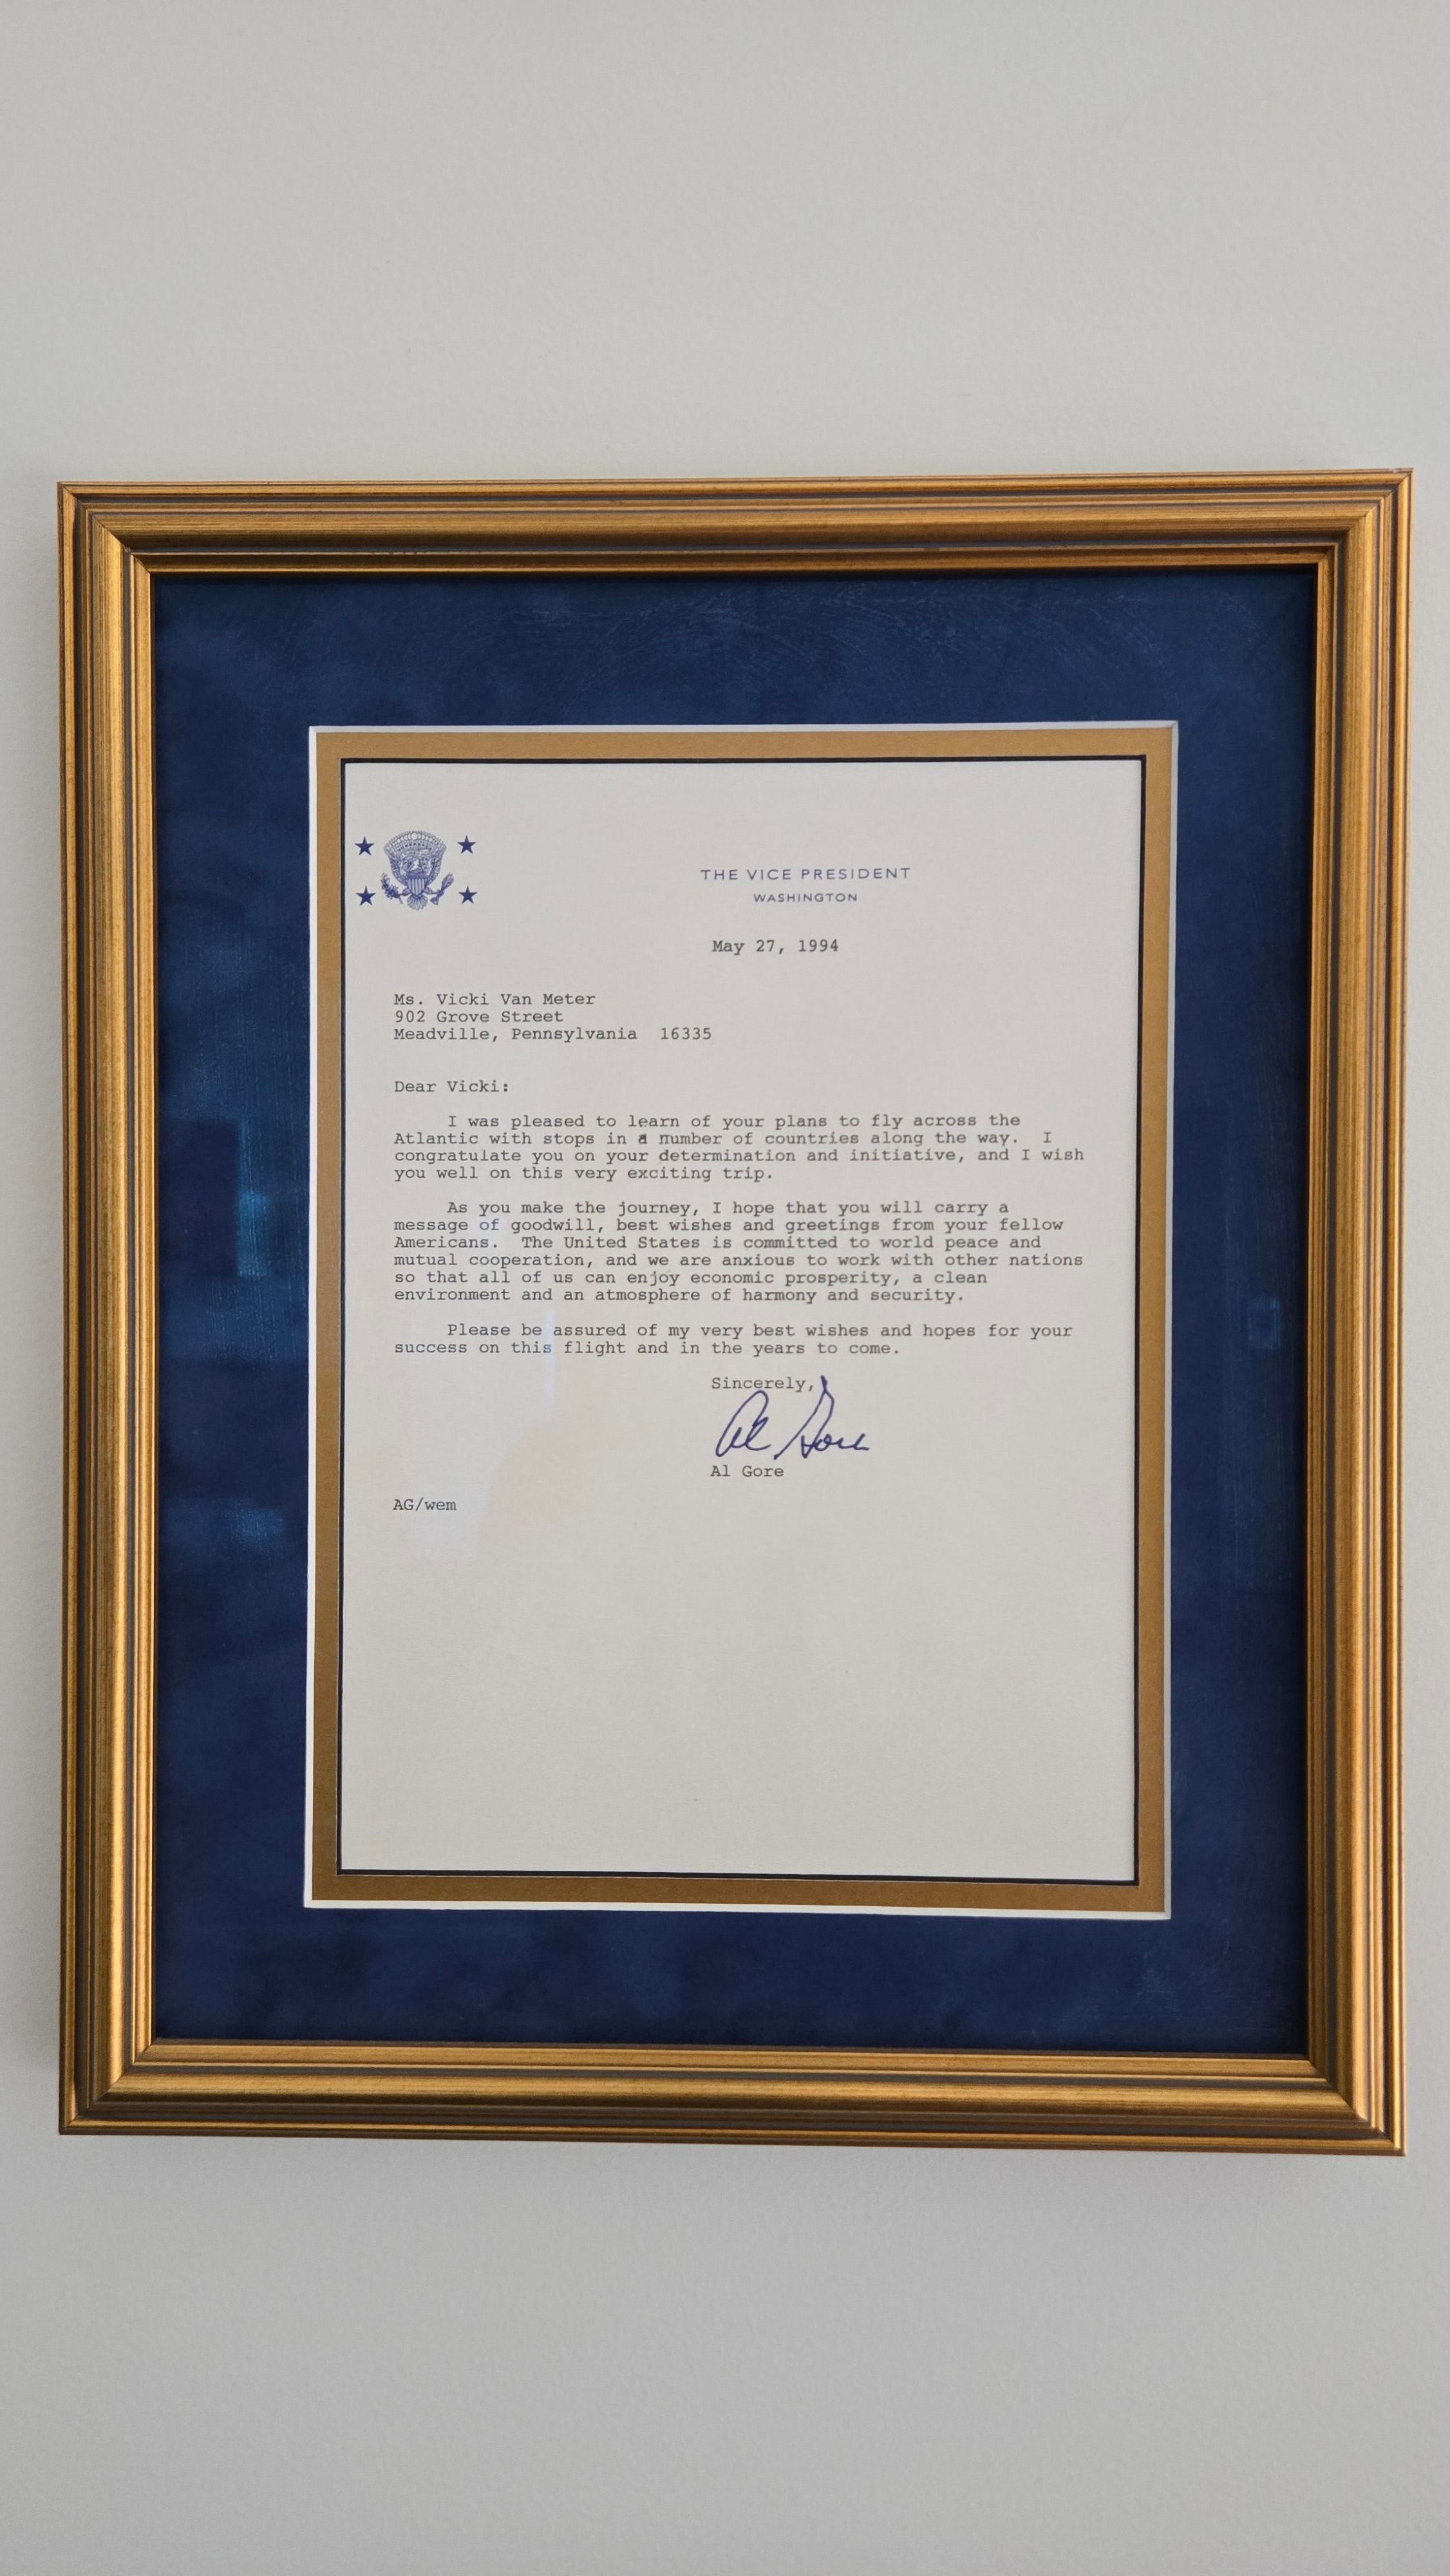 THE VICE PRESIDENT
WASHINGTON
May 27, 1994
Ms. Vicki Van Meter
902 Grove Street
Meadville, Pennsylvania  16335
Dear Vicki:
I was pleased to learn of your plans to fly across the
Atlantic with stops in a number of countries along the way.  I
congratulate you on your determination and initiative, and I wish
you well on this very exciting trip.
As you make the journey, I hope that you will carry a
message of goodwill, best wishes and greetings from your fellow
Americans.  The United States is committed to world peace and
mutual cooperation, and we are anxious to work with other nations
so that all of us can enjoy economic prosperity, a clean
environment and an atmosphere of harmony and security.
Please be assured of my very best wishes and hopes for your
success on this flight and in the years to come.
Sincerely,
Al Gore
Al Gore
AG/wem